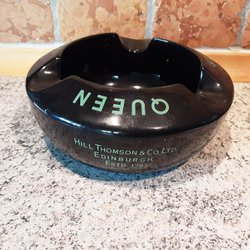 QUEEN
HILL THOMSON & CO. LTD.
EDINBURGH.
ESTD 1793